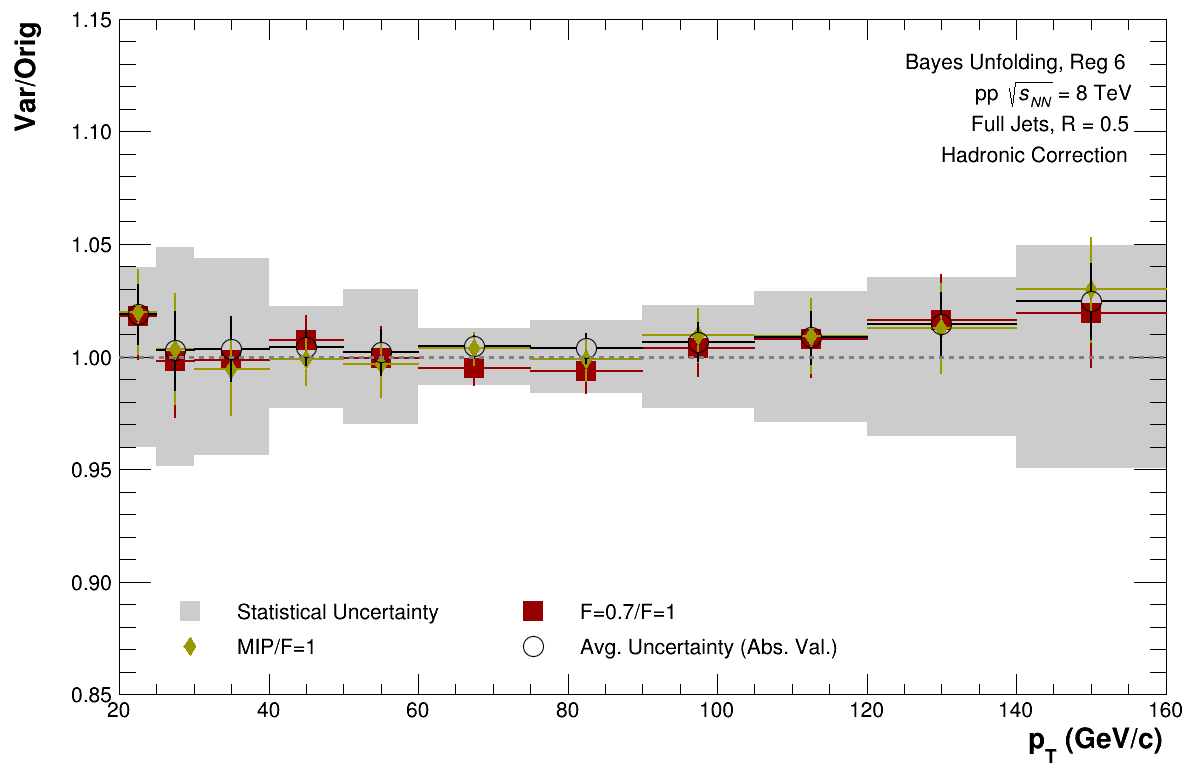 Var/Orig
1.15
1.10
1.05
1.00
0.95
0.90
0.85
Bayes Unfolding, Reg 6
pp √s_NN = 8 TeV
Full Jets, R = 0.5
Hadronic Correction
Statistical Uncertainty
F=0.7/F=1
MIP/F=1
Avg. Uncertainty (Abs. Val.)
20 40 60 80 100 120 140 160
p_T (GeV/c)